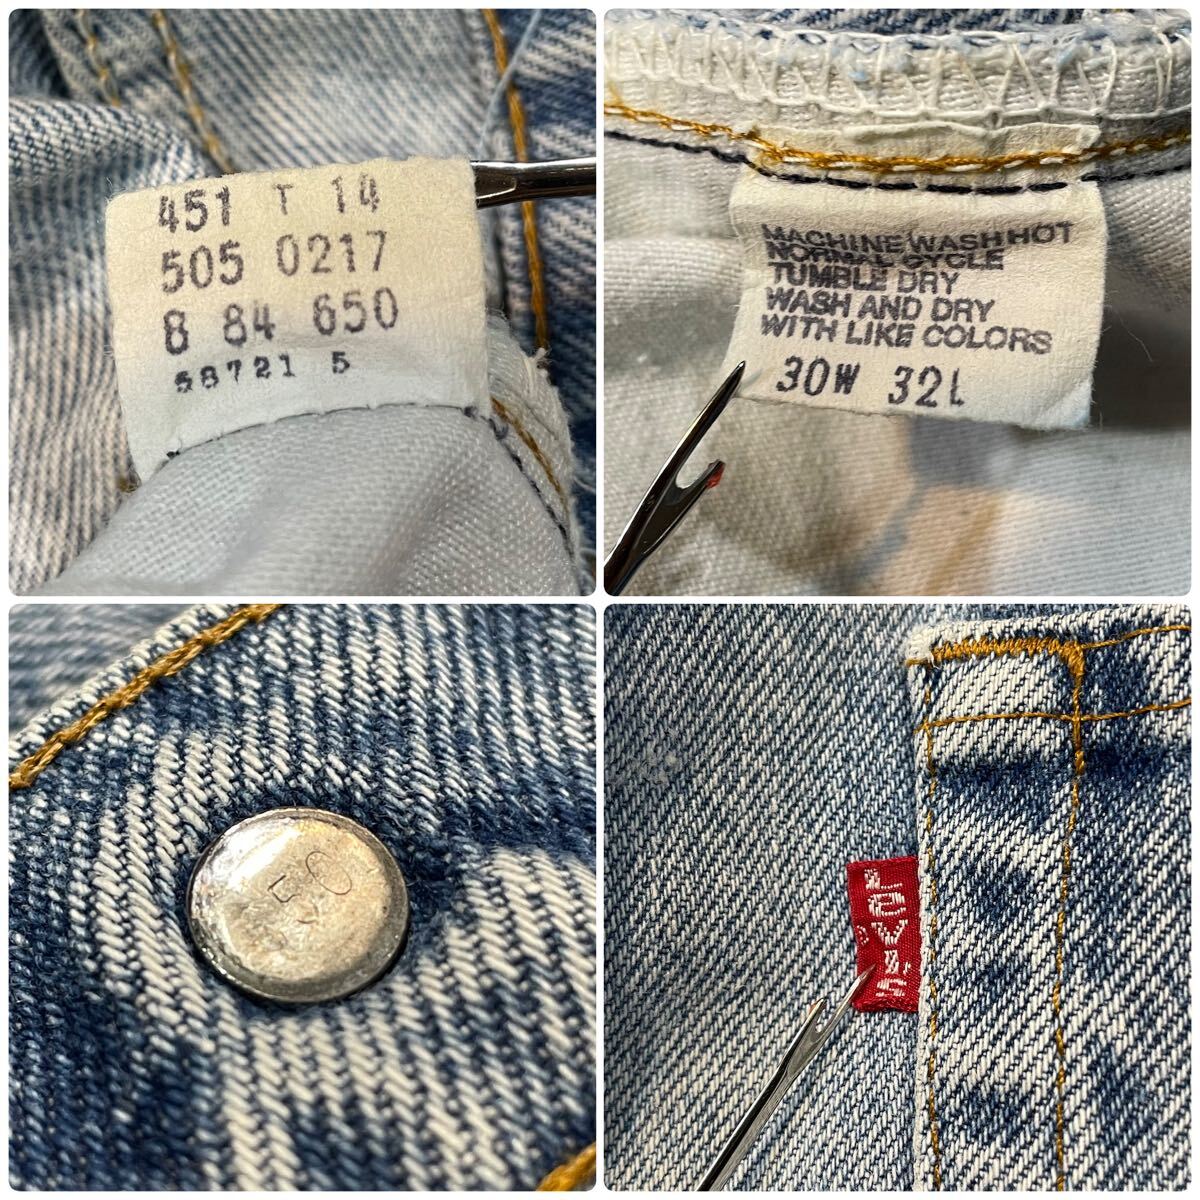 451 T 14
505 0217
8 84 650
58721 5
MACHINE WASH HOT
NORMAL CYCLE
TUMBLE DRY
WASH AND DRY
WITH LIKE COLORS
30W 32L
LEVI'S